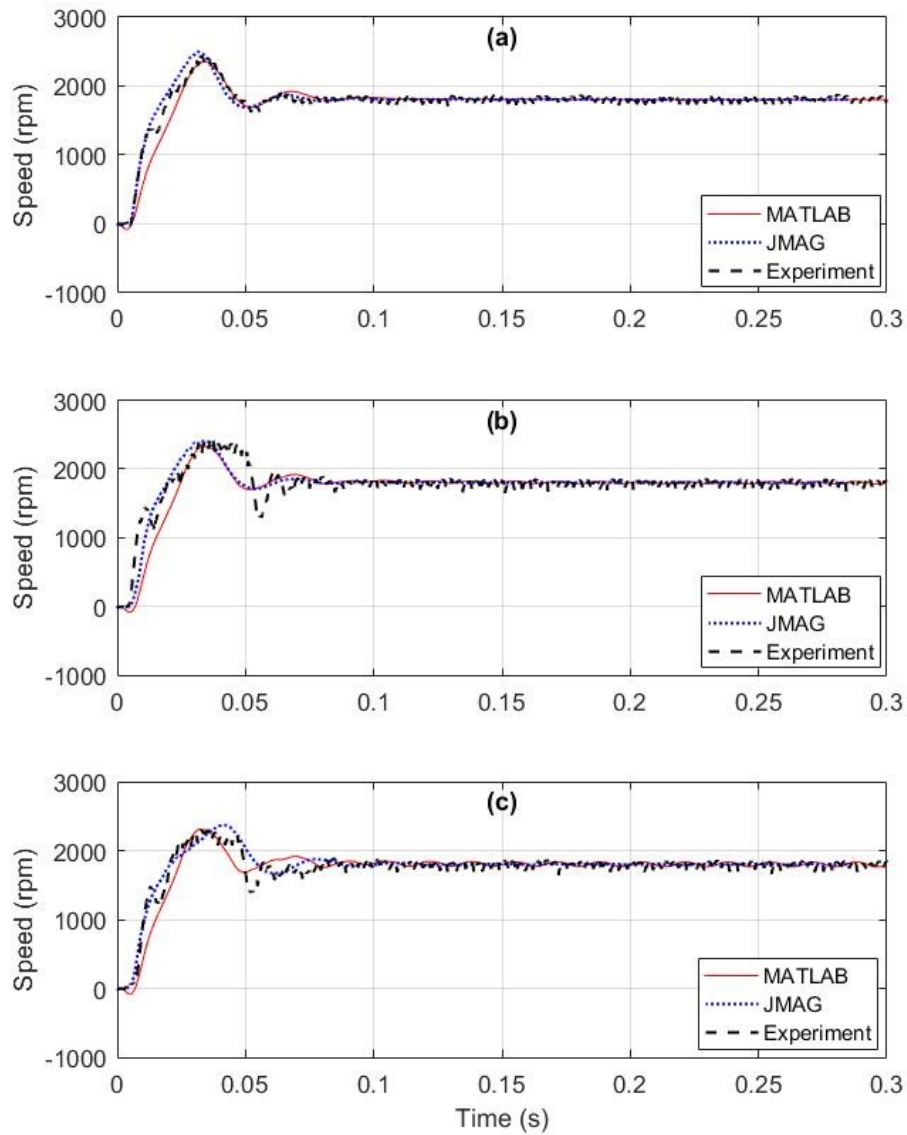 (a)
3000
2000
1000
0
-1000
Speed (rpm)
MATLAB
JMAG
Experiment
0 0.05 0.1 0.15 0.2 0.25 0.3
(b)
3000
2000
1000
0
-1000
Speed (rpm)
MATLAB
JMAG
Experiment
0 0.05 0.1 0.15 0.2 0.25 0.3
(c)
3000
2000
1000
0
-1000
Speed (rpm)
MATLAB
JMAG
Experiment
0 0.05 0.1 0.15 0.2 0.25 0.3
Time (s)